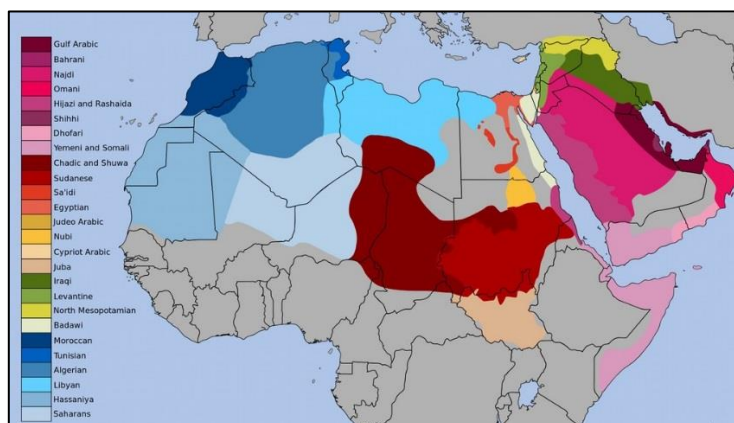 Gulf Arabic
Bahrani
Najdi
Omani
Hijazi and Rashaida
Shihhi
Dhofari
Yemeni and Somali
Chadic and Shuwa
Sudanese
Sa'idi
Egyptian
Judeo Arabic
Nubi
Cypriot Arabic
Juba
Iraqi
Levantine
North Mesopotamian
Badawi
Moroccan
Tunisian
Algerian
Libyan
Hassaniya
Saharans